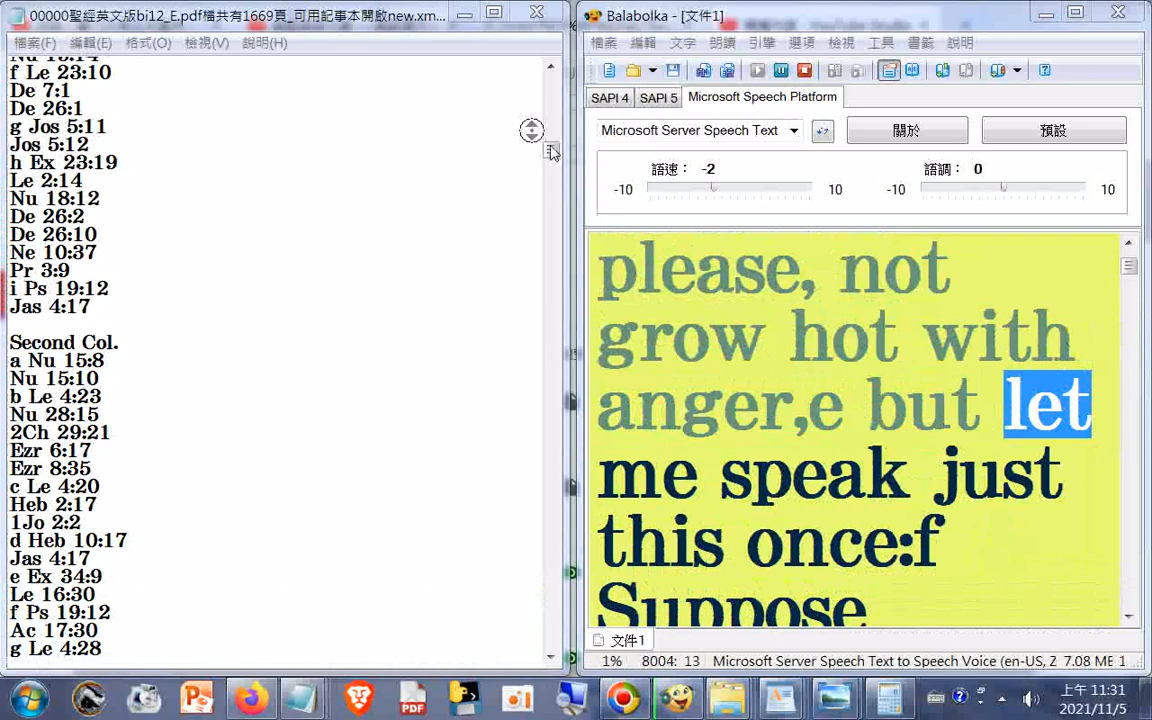 00000聖經英文版bi12_E.pdf檔共有1669頁_可用記事本開啟new.xm...
檔案(F) 編輯(E) 格式(O) 檢視(V) 說明(H)
f Le 23:10
De 7:1
De 26:1
g Jos 5:11
Jos 5:12
h Ex 23:19
Le 2:14
Nu 18:12
De 26:2
De 26:10
Ne 10:37
Pr 3:9
i Ps 19:12
Jas 4:17
Second Col.
a Nu 15:8
Nu 15:10
b Le 4:23
Nu 28:15
2Ch 29:21
Ezr 6:17
Ezr 8:35
c Le 4:20
Heb 2:17
1Jo 2:2
d Heb 10:17
Jas 4:17
e Ex 34:9
Le 16:30
f Ps 19:12
Ac 17:30
g Le 4:28
Balabolka - [文件1]
檔案 編輯 文字 朗讀 引擎 選項 檢視 工具 書籤 說明
SAPI 4 SAPI 5 Microsoft Speech Platform
Microsoft Server Speech Text 關於 預設
語速： -2 語調： 0
-10 10 -10 10
please, not
grow hot with
anger,e but let
me speak just
this once:f
Suppose
文件1
1% 8004: 13 Microsoft Server Speech Text to Speech Voice (en-US, Z 7.08 ME 1
PDF
上午 11:31
2021/11/5